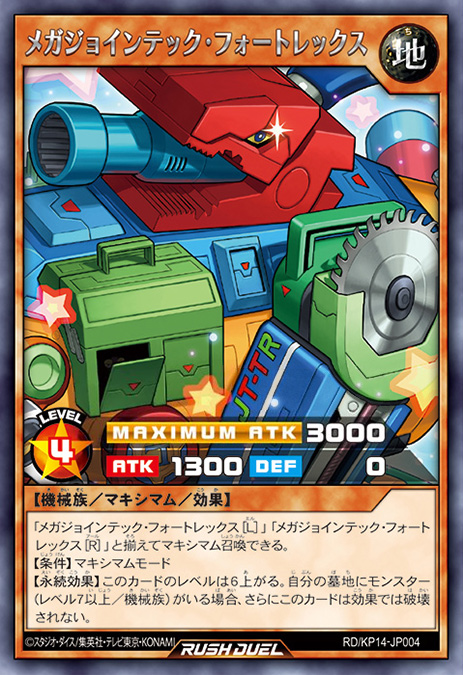 メガジョインテック・フォートレックス
地
JT-TR
LEVEL
4
MAXIMUM ATK 3000
ATK 1300 DEF 0
【機械族／マキシマム／効果】
「メガジョインテック・フォートレックス[L]」「メガジョインテック・フォート
レックス[R]」と揃えてマキシマム召喚できる。
【条件】マキシマムモード
【永続効果】このカードのレベルは6上がる。自分の墓地にモンスター
(レベル7以上／機械族)がいる場合、さらにこのカードは効果では破壊
されない。
©スタジオ・ダイス/集英社・テレビ東京・KONAMI
RUSH DUEL
RD/KP14-JP004